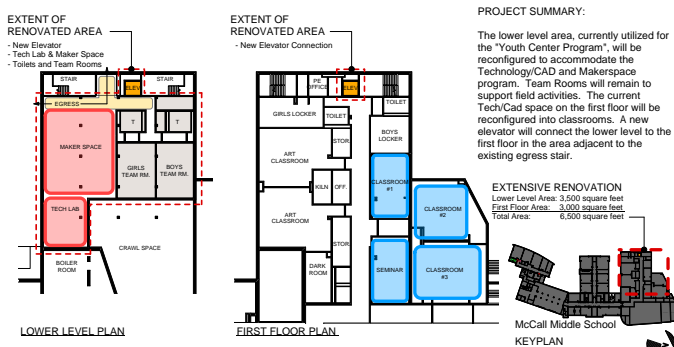 EXTENT OF
RENOVATED AREA
- New Elevator
- Tech Lab & Maker Space
- Toilets and Team Rooms
STAIR
ELEV
STAIR
EGRESS
T
T
MAKER SPACE
GIRLS
TEAM RM.
BOYS
TEAM RM.
TECH LAB
CRAWL SPACE
BOILER
ROOM
LOWER LEVEL PLAN
EXTENT OF
RENOVATED AREA
- New Elevator Connection
STAIR
PE
OFFICE
ELEV
TOILET
GIRLS LOCKER
TOILET
BOYS
LOCKER
STOR.
ART
CLASSROOM
KILN
OFF.
CLASSROOM
#1
CLASSROOM
#2
ART
CLASSROOM
STOR.
DARK
ROOM
SEMINAR
CLASSROOM
#3
FIRST FLOOR PLAN
PROJECT SUMMARY:
The lower level area, currently utilized for
the "Youth Center Program", will be
reconfigured to accommodate the
Technology/CAD and Makerspace
program. Team Rooms will remain to
support field activities. The current
Tech/Cad space on the first floor will be
reconfigured into classrooms. A new
elevator will connect the lower level to the
first floor in the area adjacent to the
existing egress stair.
EXTENSIVE RENOVATION
Lower Level Area: 3,500 square feet
First Floor Area: 3,000 square feet
Total Area: 6,500 square feet
McCall Middle School
KEYPLAN